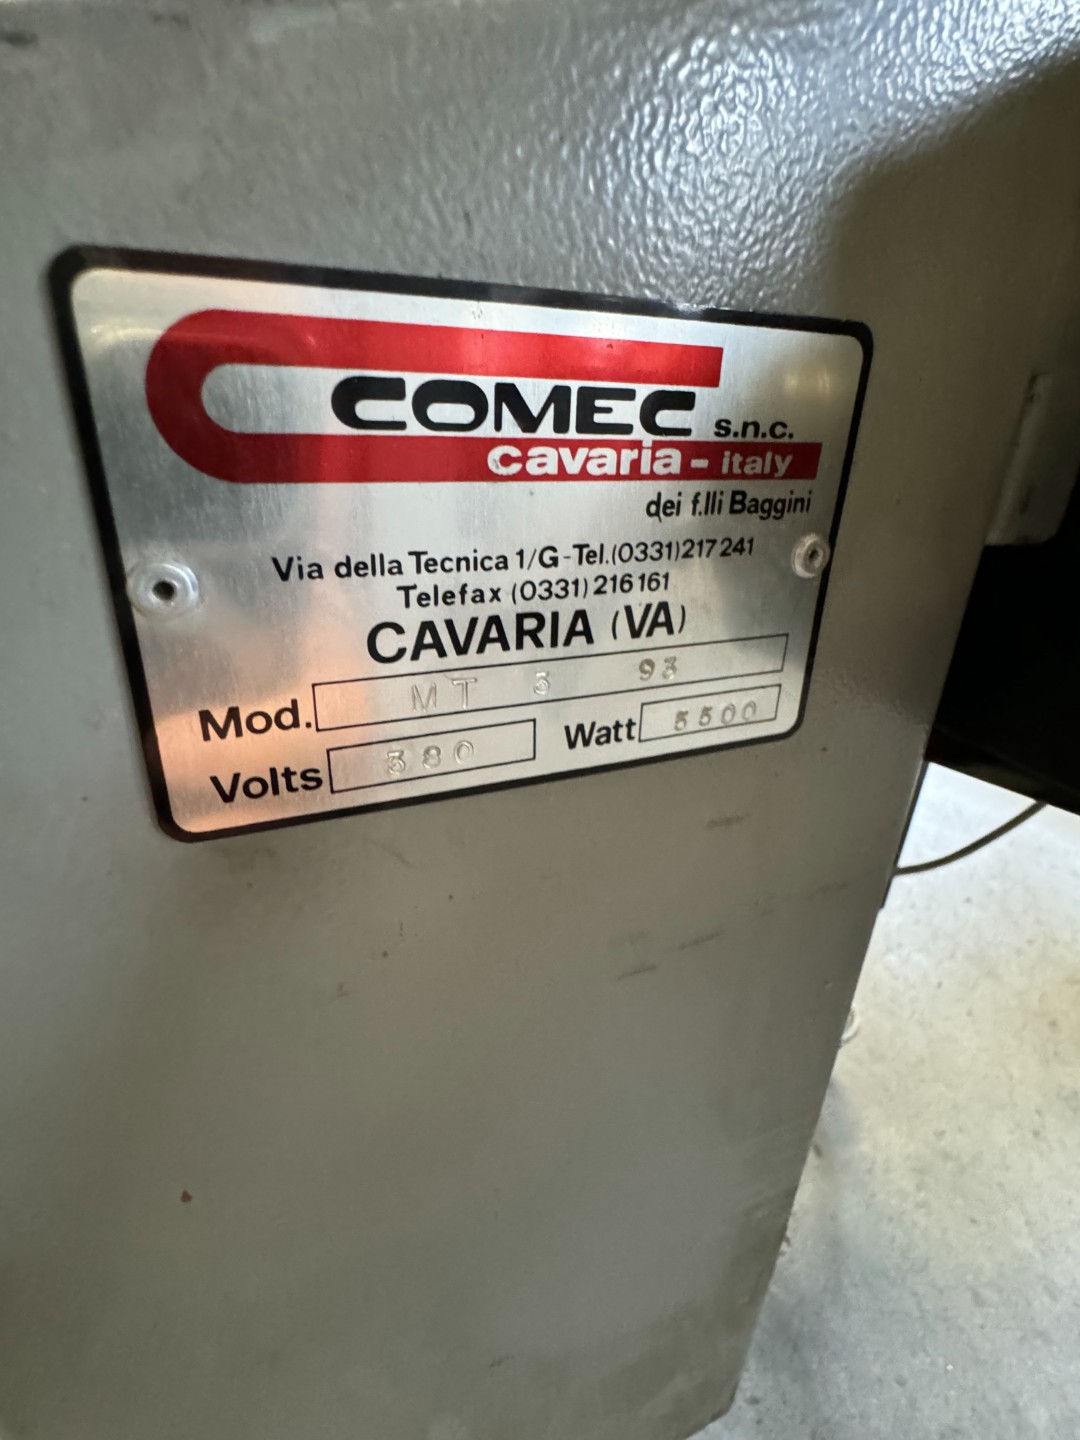 COMEC s.n.c.
cavaria - italy
dei f.lli Baggini
Via della Tecnica 1/G - Tel. (0331) 217 241
Telefax (0331) 216 161
CAVARIA (VA)
Mod. MT 3 93
Volts 380 Watt 5500